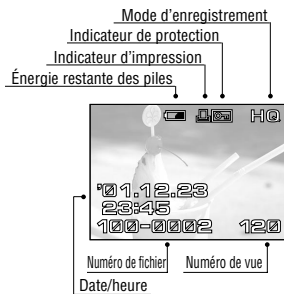 Mode d'enregistrement
Indicateur de protection
Indicateur d'impression
Énergie restante des piles
HQ
'01.12.23
23:45
100-0002 120
Numéro de fichier Numéro de vue
Date/heure